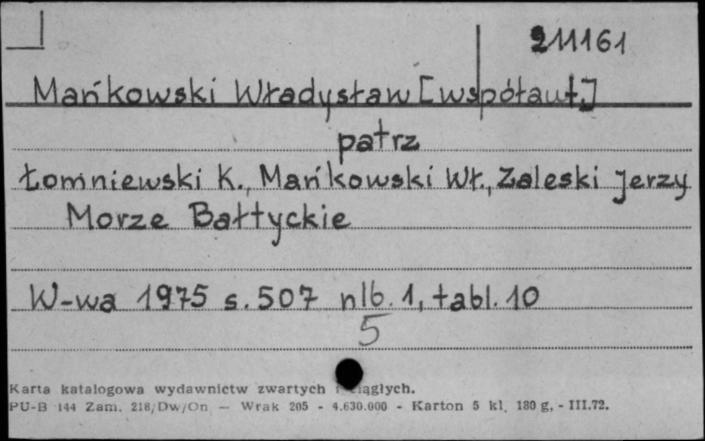 211161
Mańkowski Władysław [współaut.]
patrz
Łomniewski K., Mańkowski Wł., Zaleski Jerzy
Morze Bałtyckie
W-wa 1975 s. 507 nlb. 1, tabl. 10
5
Karta katalogowa wydawnictw zwartych ciągłych.
PU-B 144 Zam. 218/Dw/On — Wrak 205 - 4.630.000 - Karton 5 kl. 180 g. - III.72.